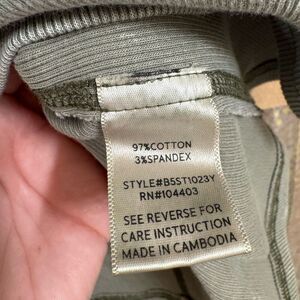 97%COTTON
3%SPANDEX
STYLE#B5ST1023Y
RN#104403
SEE REVERSE FOR
CARE INSTRUCTION
MADE IN CAMBODIA